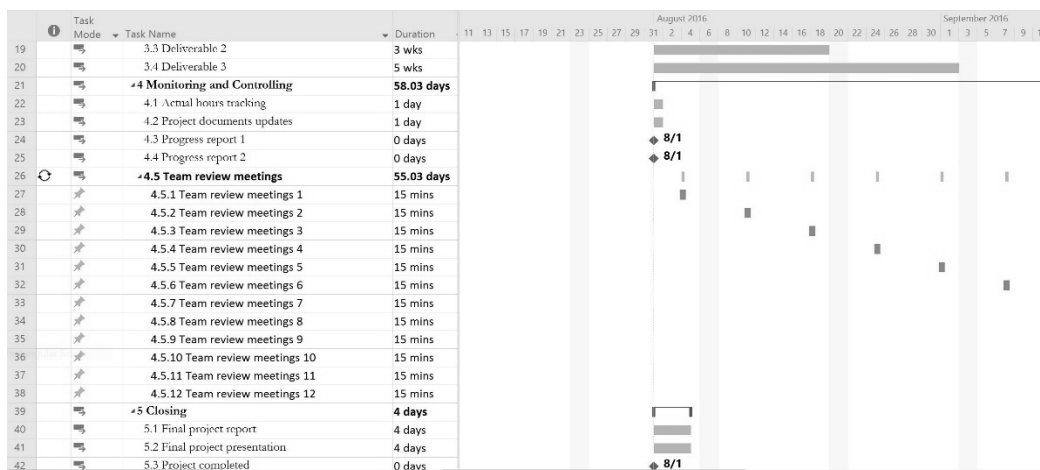 August 2016 September 2016
Task
Mode Task Name Duration 11 13 15 17 19 21 23 25 27 29 31 2 4 6 8 10 12 14 16 18 20 22 24 26 28 30 1 3 5 7 9
19 3.3 Deliverable 2 3 wks
20 3.4 Deliverable 3 5 wks
21 4 Monitoring and Controlling 58.03 days
22 4.1 Actual hours tracking 1 day
23 4.2 Project documents updates 1 day
24 4.3 Progress report 1 0 days 8/1
25 4.4 Progress report 2 0 days 8/1
26 4.5 Team review meetings 55.03 days
27 4.5.1 Team review meetings 1 15 mins
28 4.5.2 Team review meetings 2 15 mins
29 4.5.3 Team review meetings 3 15 mins
30 4.5.4 Team review meetings 4 15 mins
31 4.5.5 Team review meetings 5 15 mins
32 4.5.6 Team review meetings 6 15 mins
33 4.5.7 Team review meetings 7 15 mins
34 4.5.8 Team review meetings 8 15 mins
35 4.5.9 Team review meetings 9 15 mins
36 4.5.10 Team review meetings 10 15 mins
37 4.5.11 Team review meetings 11 15 mins
38 4.5.12 Team review meetings 12 15 mins
39 5 Closing 4 days
40 5.1 Final project report 4 days
41 5.2 Final project presentation 4 days
42 5.3 Project completed 0 days 8/1